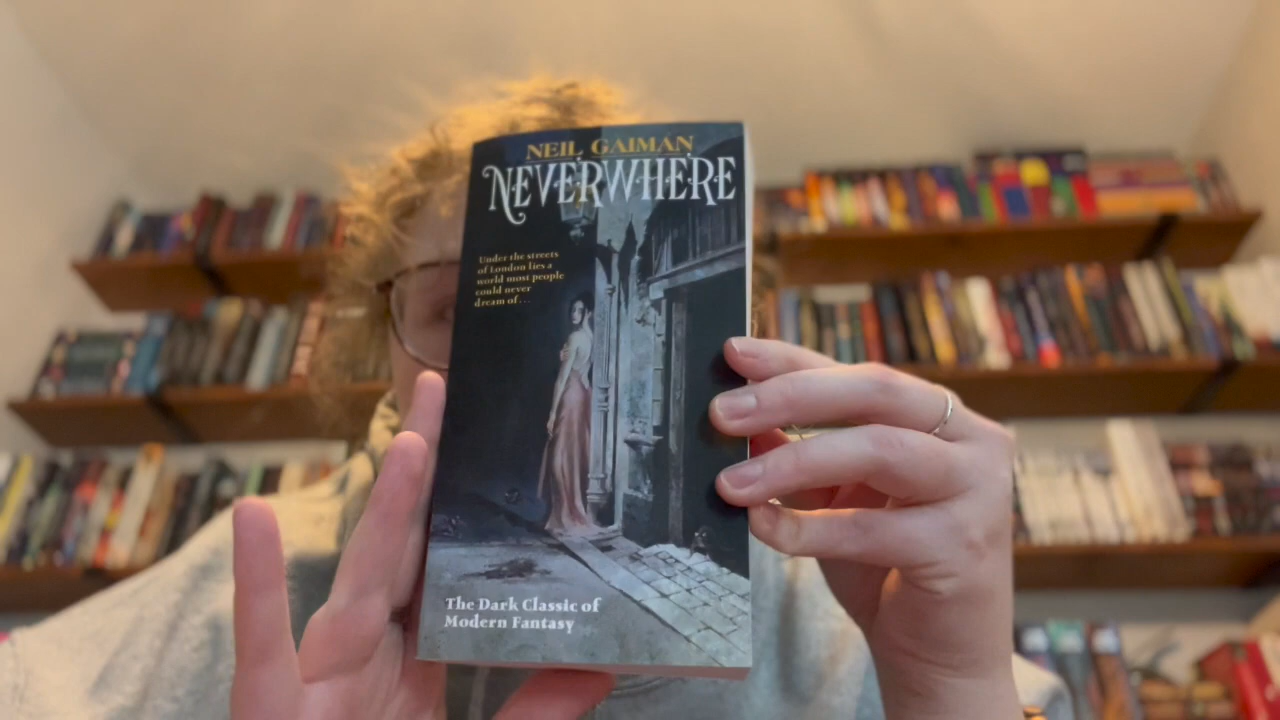 NEIL GAIMAN
NEVERWHERE
Under the streets
of London lies a
world most people
could never
dream of...
The Dark Classic of
Modern Fantasy